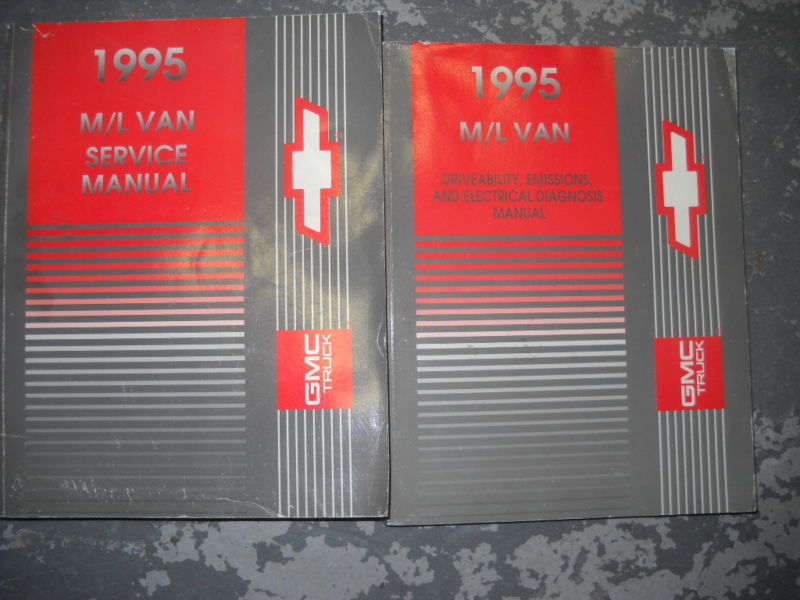 1995
M/L VAN
SERVICE
MANUAL
GMC
TRUCK
1995
M/L VAN
DRIVEABILITY, EMISSIONS,
AND ELECTRICAL DIAGNOSIS
MANUAL
GMC
TRUCK